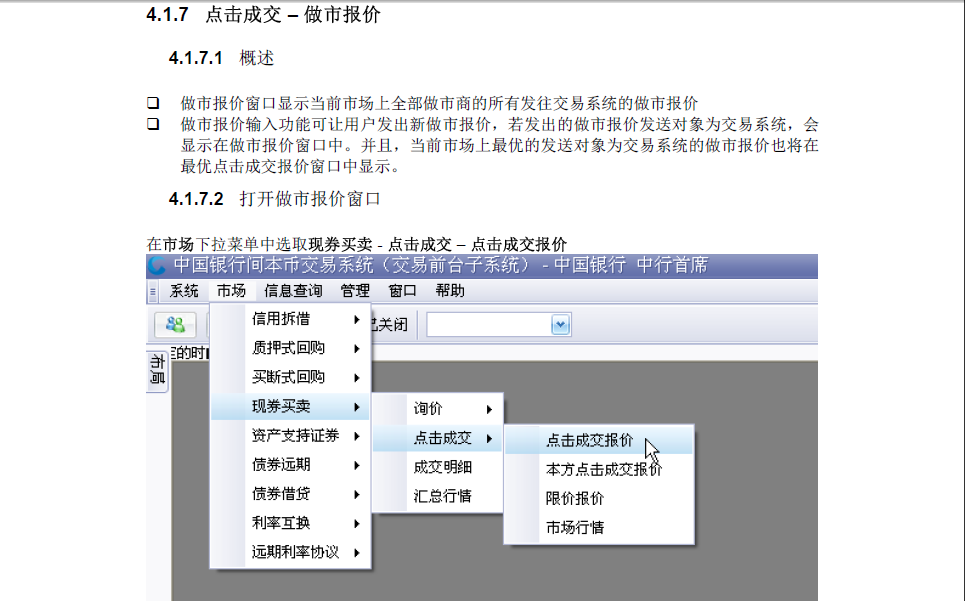 4.1.7 点击成交 – 做市报价
4.1.7.1 概述
❑ 做市报价窗口显示当前市场上全部做市商的所有发往交易系统的做市报价
❑ 做市报价输入功能可让用户发出新做市报价，若发出的做市报价发送对象为交易系统，会
显示在做市报价窗口中。并且，当前市场上最优的发送对象为交易系统的做市报价也将在
最优点击成交报价窗口中显示。
4.1.7.2 打开做市报价窗口
在市场下拉菜单中选取现券买卖 - 点击成交 – 点击成交报价
中国银行间本币交易系统（交易前台子系统） - 中国银行 中行首席
系统 市场 信息查询 管理 窗口 帮助
已关闭
定的时
布局
信用拆借
质押式回购
买断式回购
现券买卖
资产支持证券
债券远期
债券借贷
利率互换
远期利率协议
询价
点击成交
成交明细
汇总行情
点击成交报价
本方点击成交报价
限价报价
市场行情